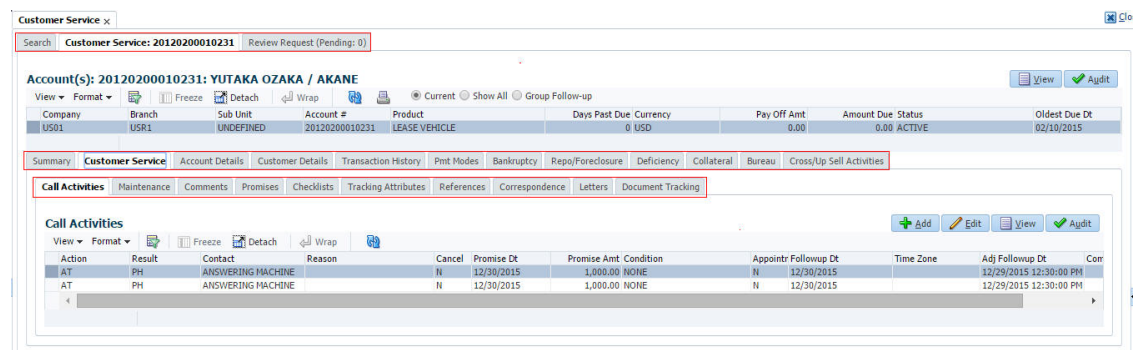 Customer Service × Clo
Search Customer Service: 20120200010231 Review Request (Pending: 0)
Account(s): 20120200010231: YUTAKA OZAKA / AKANE View Audit
View Format Freeze Detach Wrap Current Show All Group Follow-up
Company Branch Sub Unit Account # Product Days Past Due Currency Pay Off Amt Amount Due Status Oldest Due Dt
US01 USR1 UNDEFINED 20120200010231 LEASE VEHICLE 0 USD 0.00 0.00 ACTIVE 02/10/2015
Summary Customer Service Account Details Customer Details Transaction History Pmt Modes Bankruptcy Repo/Foreclosure Deficiency Collateral Bureau Cross/Up Sell Activities
Call Activities Maintenance Comments Promises Checklists Tracking Attributes References Correspondence Letters Document Tracking
Call Activities Add Edit View Audit
View Format Freeze Detach Wrap
Action Result Contact Reason Cancel Promise Dt Promise Amt Condition Appointr Followup Dt Time Zone Adj Followup Dt Com
AT PH ANSWERING MACHINE N 12/30/2015 1,000.00 NONE N 12/30/2015 12/29/2015 12:30:00 PM
AT PH ANSWERING MACHINE N 12/30/2015 1,000.00 NONE N 12/30/2015 12/29/2015 12:30:00 PM